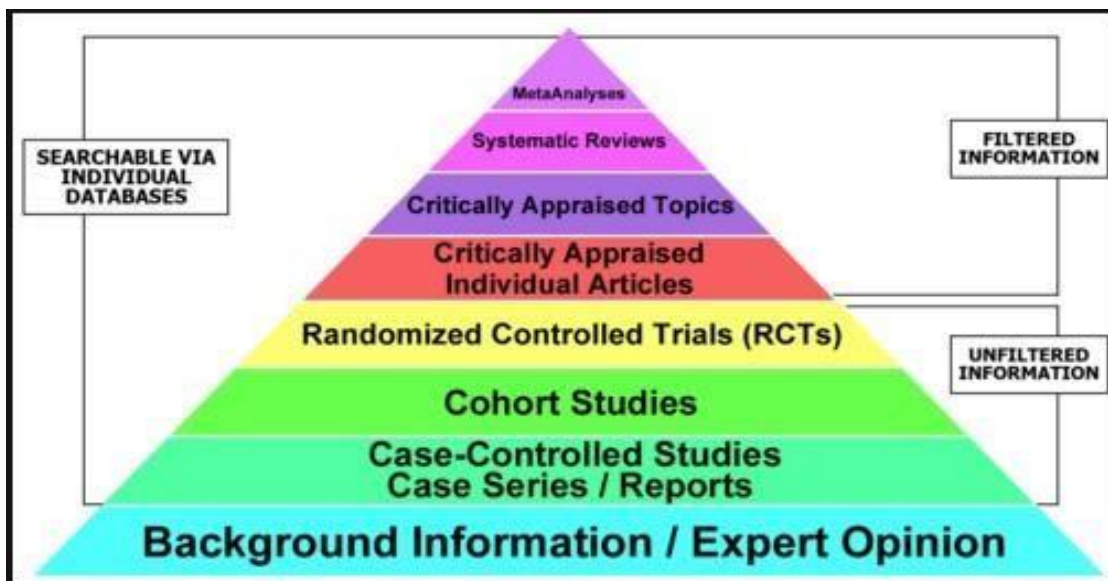 MetaAnalyses
Systematic Reviews
Critically Appraised Topics
Critically Appraised
Individual Articles
Randomized Controlled Trials (RCTs)
Cohort Studies
Case-Controlled Studies
Case Series / Reports
Background Information / Expert Opinion
SEARCHABLE VIA
INDIVIDUAL
DATABASES
FILTERED
INFORMATION
UNFILTERED
INFORMATION